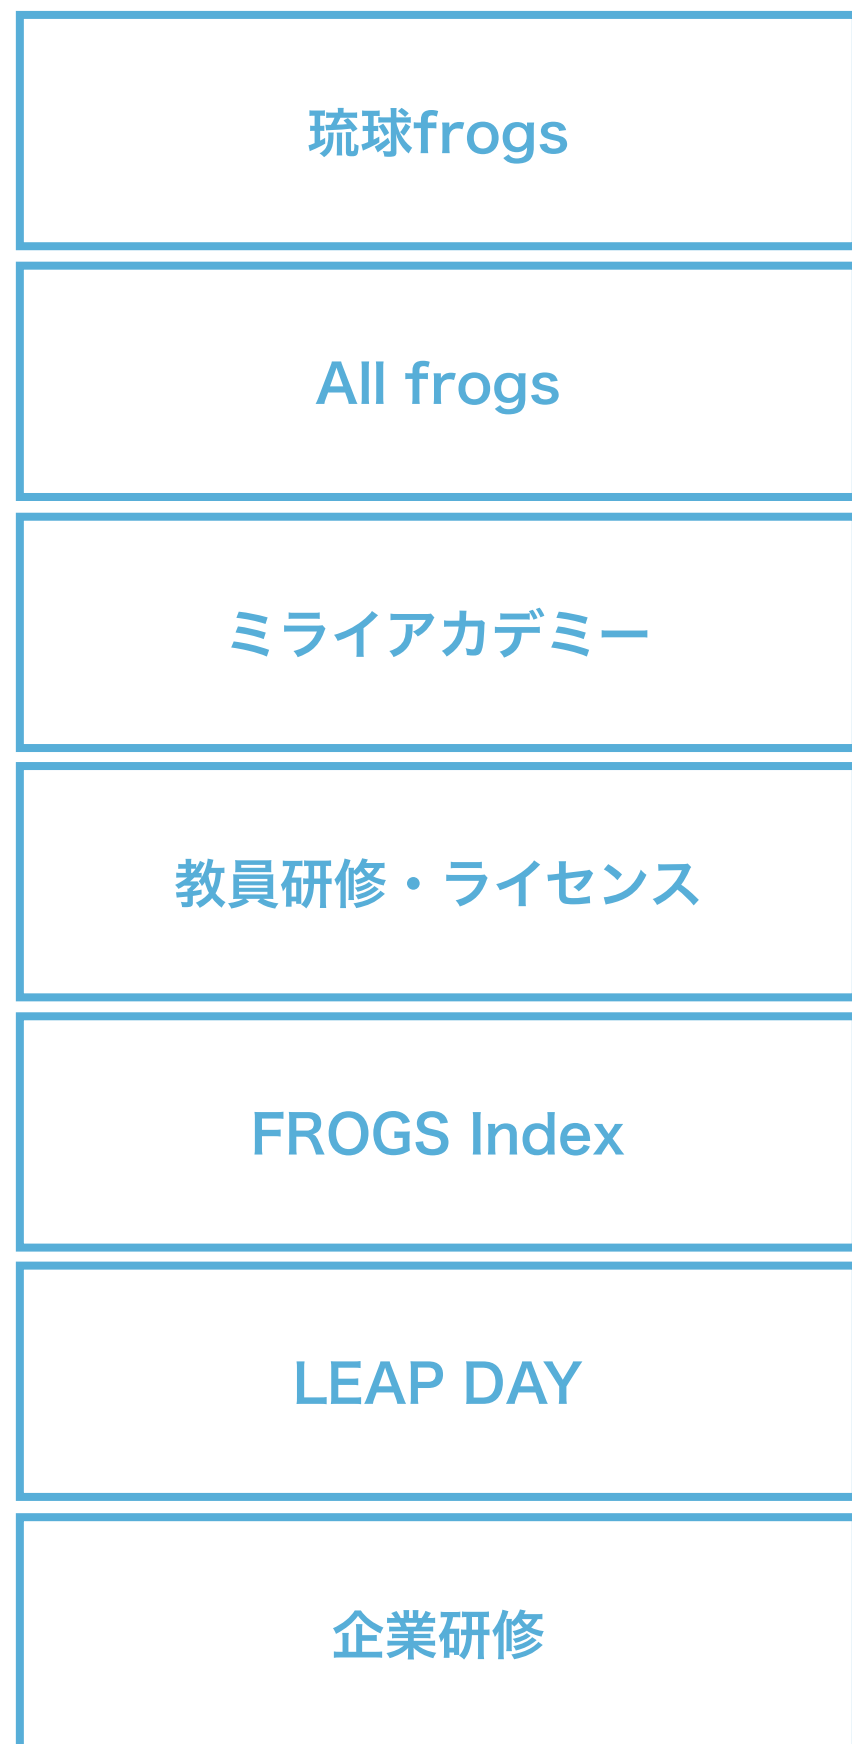 琉球frogs
All frogs
ミライアカデミー
教員研修・ライセンス
FROGS Index
LEAP DAY
企業研修